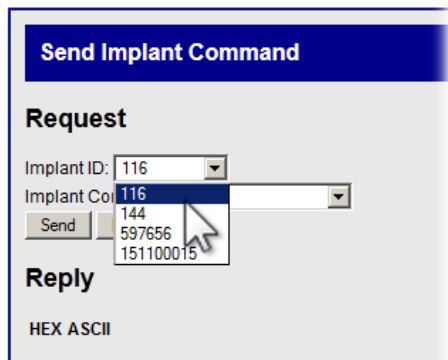 Send Implant Command
Request
Implant ID: 116
Implant Co
116
144
597656
151100015
Send
Reply
HEX ASCII